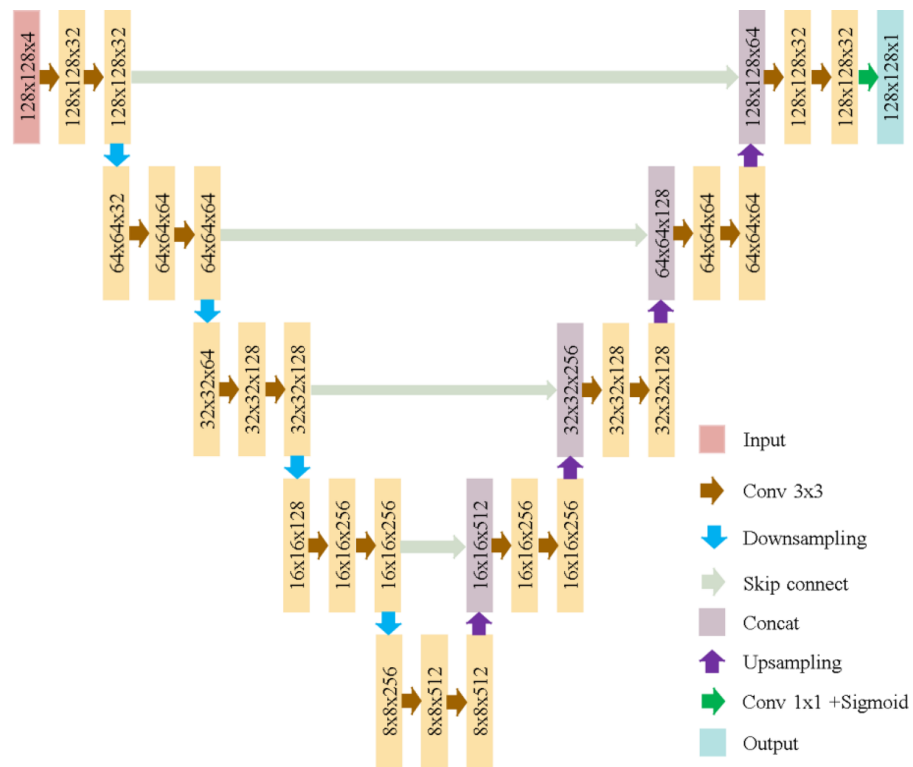 128x128x4
128x128x32
128x128x32
128x128x64
128x128x32
128x128x32
128x128x1
64x64x32
64x64x64
64x64x64
64x64x128
64x64x64
64x64x64
32x32x64
32x32x128
32x32x128
32x32x256
32x32x128
32x32x128
16x16x128
16x16x256
16x16x256
16x16x512
16x16x256
16x16x256
8x8x256
8x8x512
8x8x512
Input
Conv 3x3
Downsampling
Skip connect
Concat
Upsampling
Conv 1x1 +Sigmoid
Output